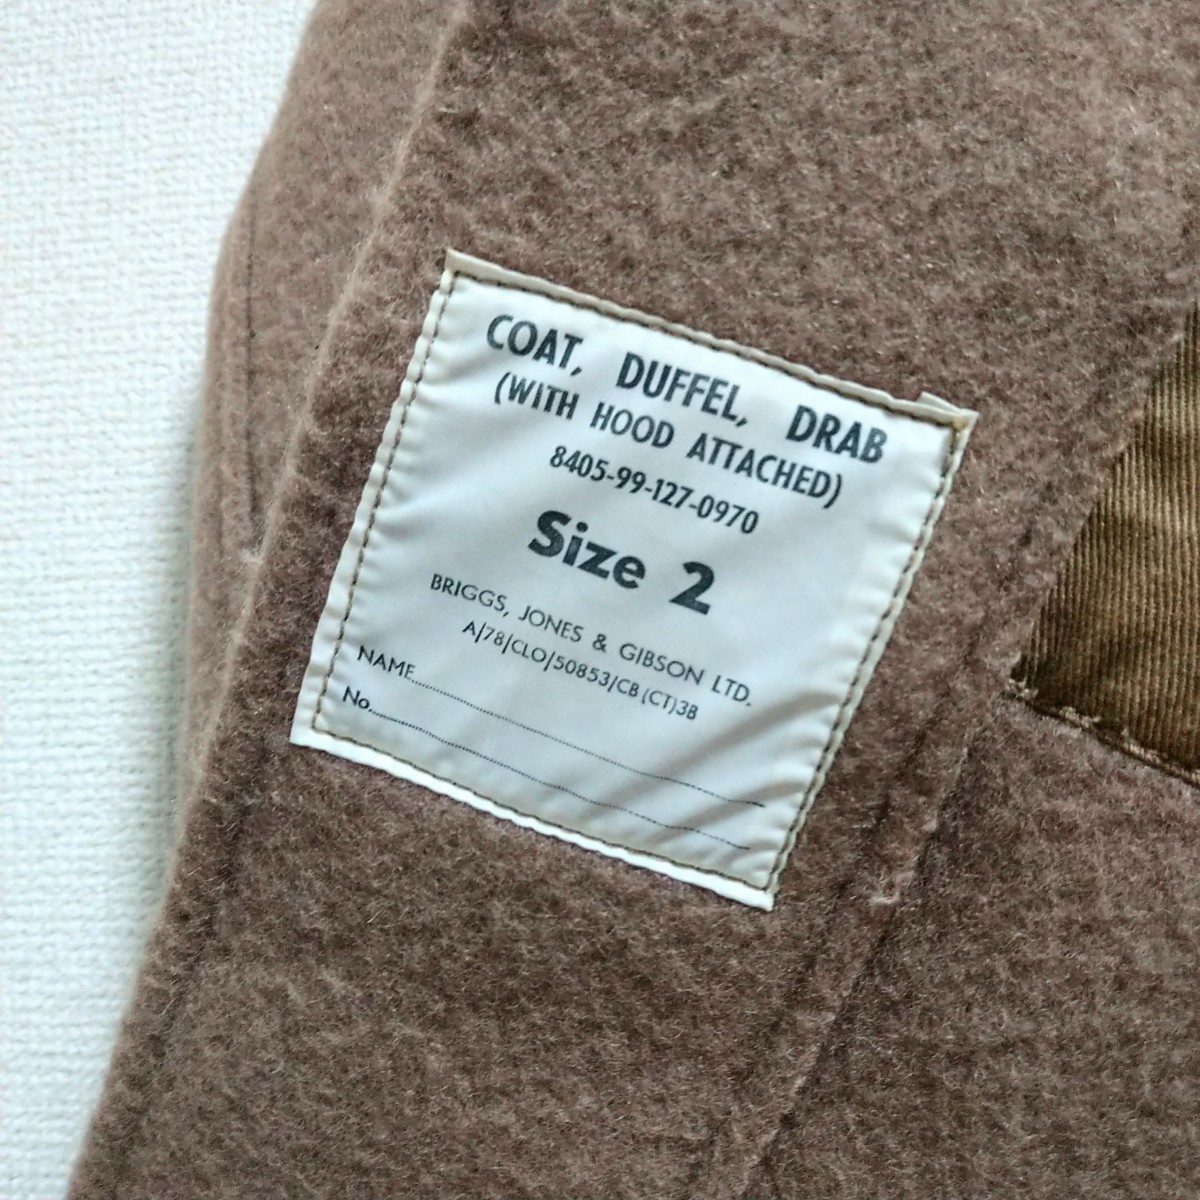 COAT, DUFFEL, DRAB
(WITH HOOD ATTACHED)
8405-99-127-0970
Size 2
BRIGGS, JONES & GIBSON LTD.
A/78/CLO/50853/CB (CT)3B
NAME
No.